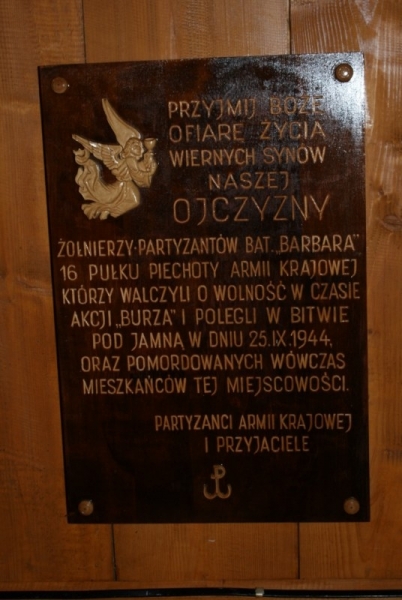 PRZYJMIJ BOŻE
OFIARĘ ŻYCIA
WIERNYCH SYNÓW
NASZEJ
OJCZYZNY
ŻOŁNIERZY-PARTYZANTÓW BAT. „BARBARA"
16 PUŁKU PIECHOTY ARMII KRAJOWEJ
KTÓRZY WALCZYLI O WOLNOŚĆ W CZASIE
AKCJI „BURZA" I POLEGLI W BITWIE
POD JAMNĄ W DNIU 25.IX.1944,
ORAZ POMORDOWANYCH WÓWCZAS
MIESZKAŃCÓW TEJ MIEJSCOWOŚCI.
PARTYZANCI ARMII KRAJOWEJ
I PRZYJACIELE